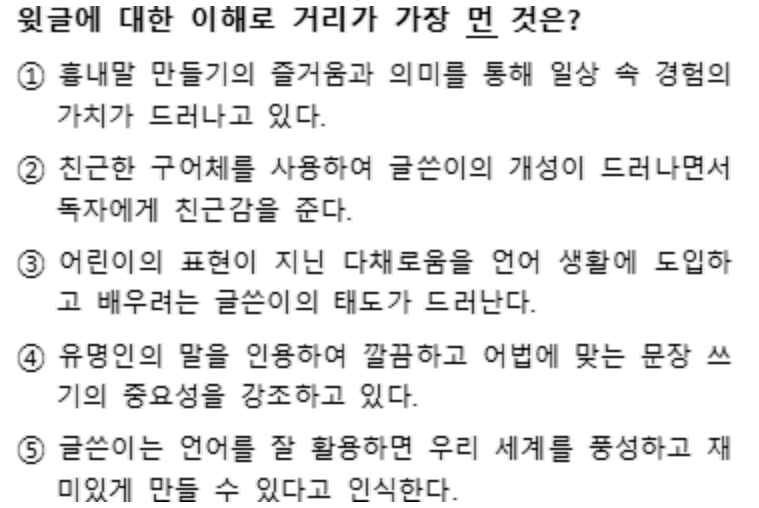 윗글에 대한 이해로 거리가 가장 먼 것은?
① 흉내말 만들기의 즐거움과 의미를 통해 일상 속 경험의
가치가 드러나고 있다.
② 친근한 구어체를 사용하여 글쓴이의 개성이 드러나면서
독자에게 친근감을 준다.
③ 어린이의 표현이 지닌 다채로움을 언어 생활에 도입하
고 배우려는 글쓴이의 태도가 드러난다.
④ 유명인의 말을 인용하여 깔끔하고 어법에 맞는 문장 쓰
기의 중요성을 강조하고 있다.
⑤ 글쓴이는 언어를 잘 활용하면 우리 세계를 풍성하고 재
미있게 만들 수 있다고 인식한다.